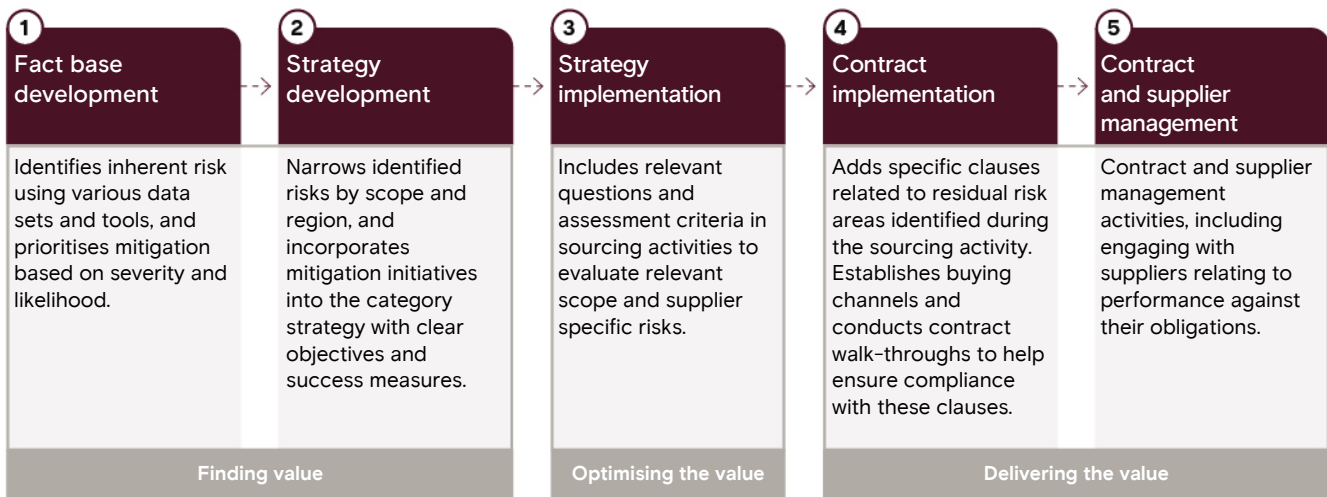 1
Fact base
development
Identifies inherent risk
using various data
sets and tools, and
prioritises mitigation
based on severity and
likelihood.
2
Strategy
development
Narrows identified
risks by scope and
region, and
incorporates
mitigation initiatives
into the category
strategy with clear
objectives and
success measures.
Finding value
3
Strategy
implementation
Includes relevant
questions and
assessment criteria in
sourcing activities to
evaluate relevant
scope and supplier
specific risks.
Optimising the value
4
Contract
implementation
Adds specific clauses
related to residual risk
areas identified during
the sourcing activity.
Establishes buying
channels and
conducts contract
walk-throughs to help
ensure compliance
with these clauses.
5
Contract
and supplier
management
Contract and supplier
management
activities, including
engaging with
suppliers relating to
performance against
their obligations.
Delivering the value